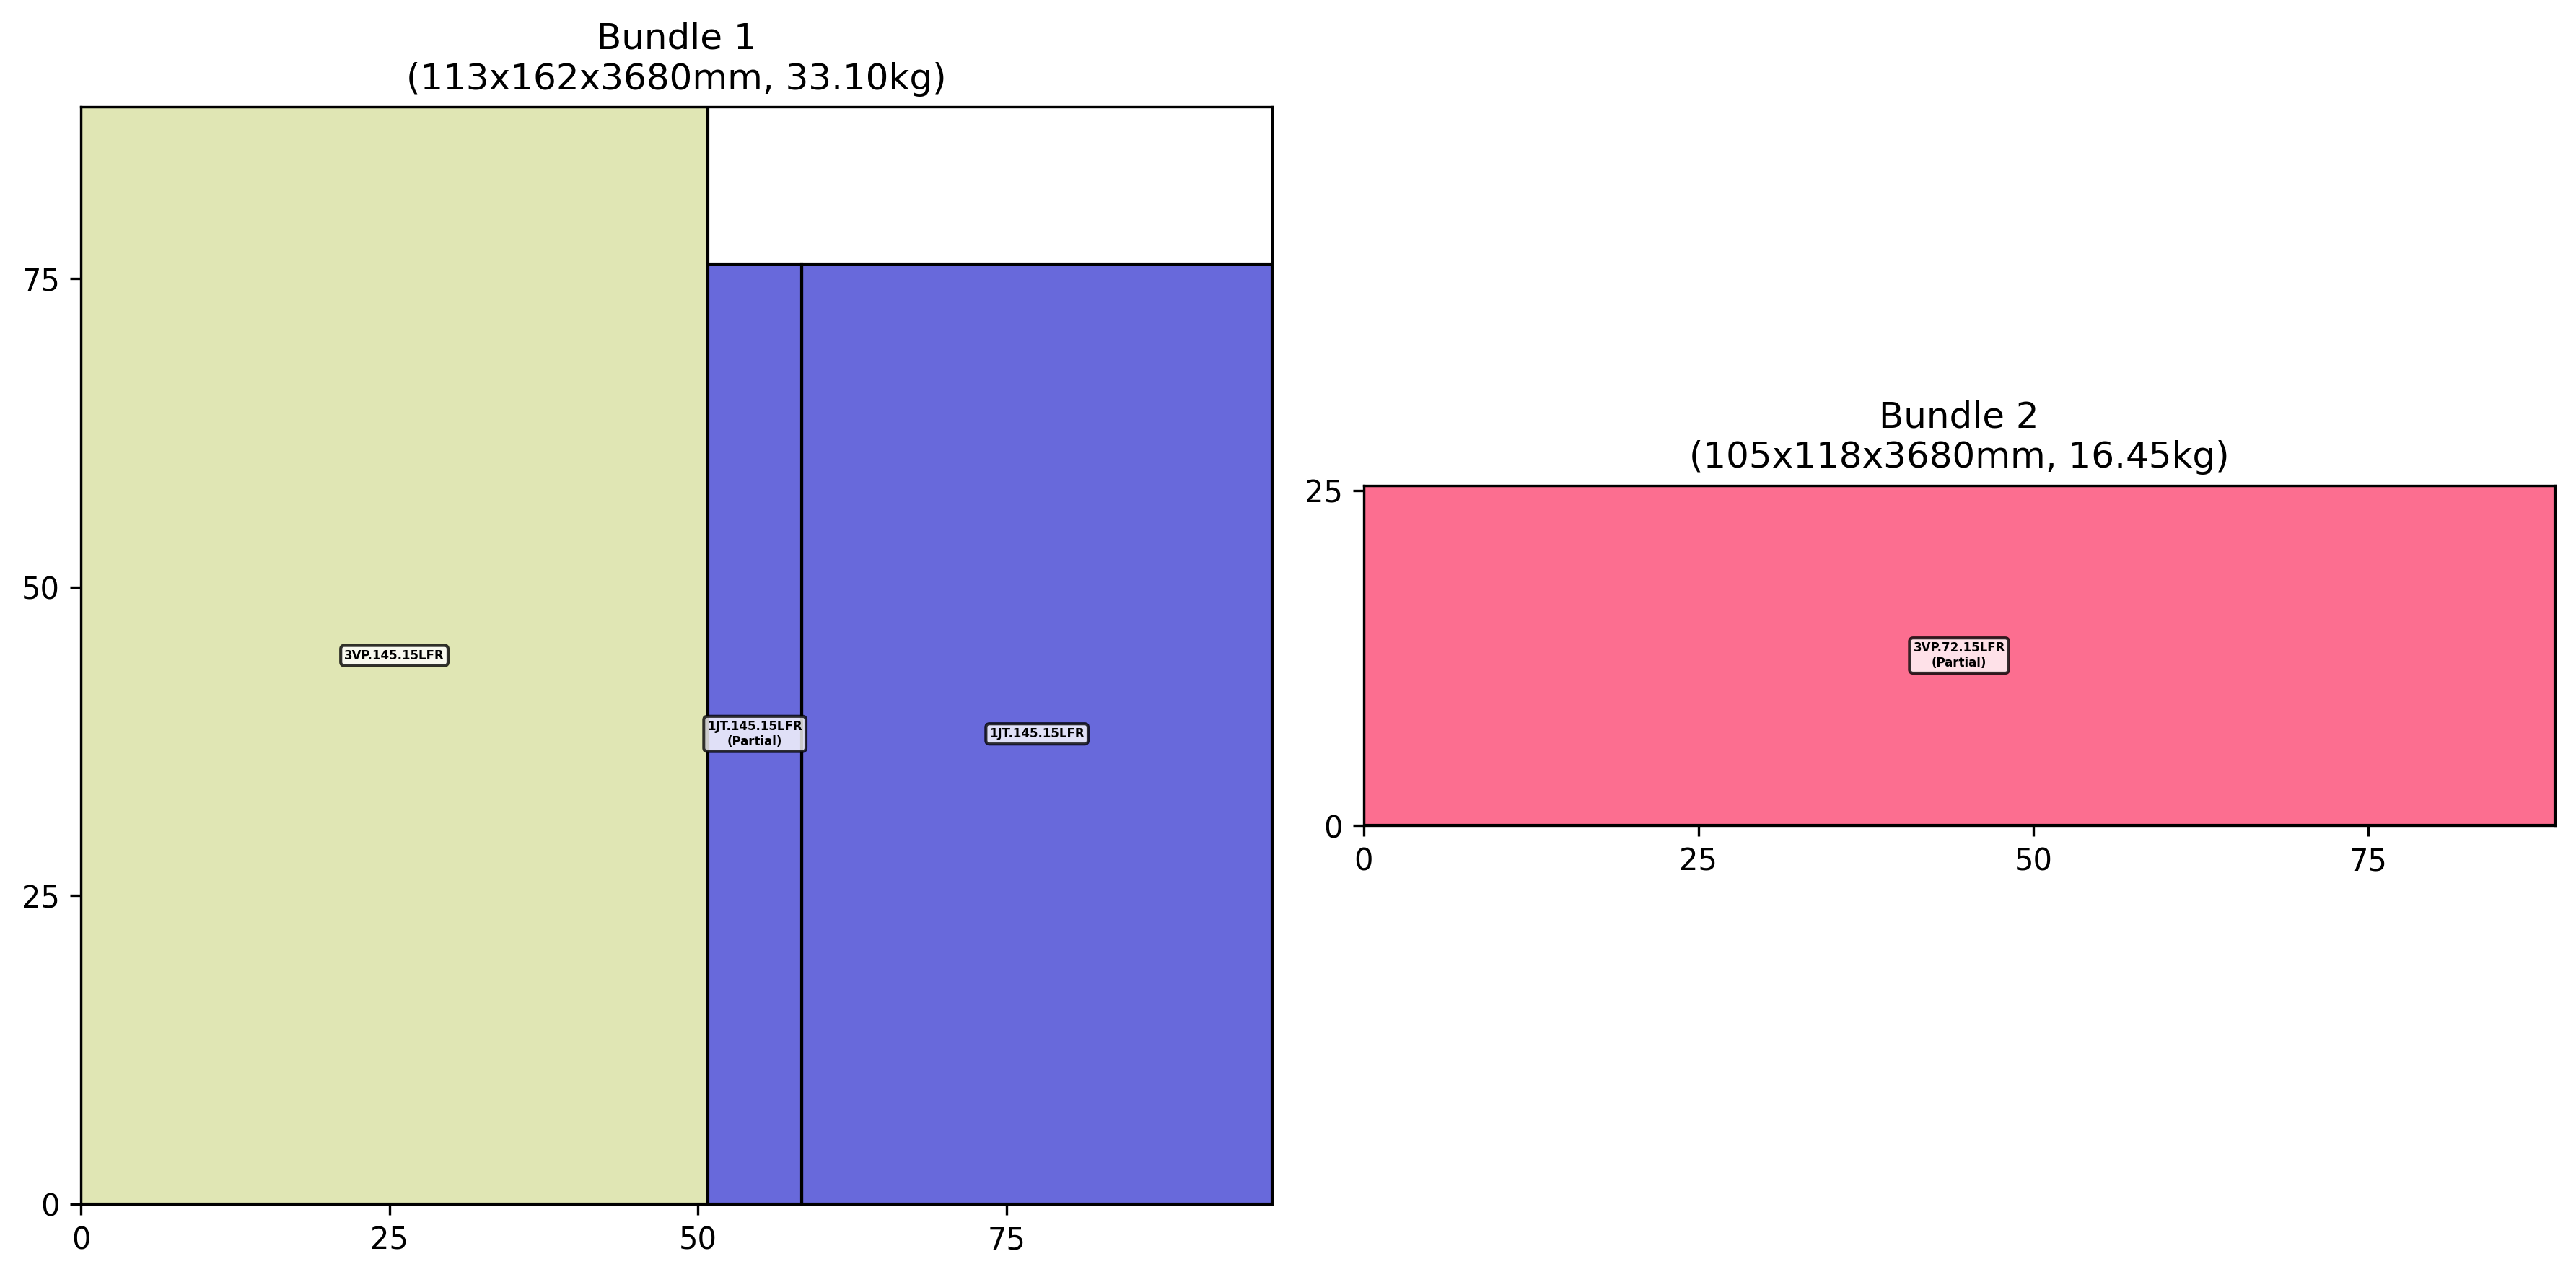 Bundle 1
(113x162x3680mm, 33.10kg)
75
50
25
0
0
25
50
75
3VP.145.15LFR
1JT.145.15LFR
(Partial)
1JT.145.15LFR
Bundle 2
(105x118x3680mm, 16.45kg)
25
0
0
25
50
75
3VP.72.15LFR
(Partial)